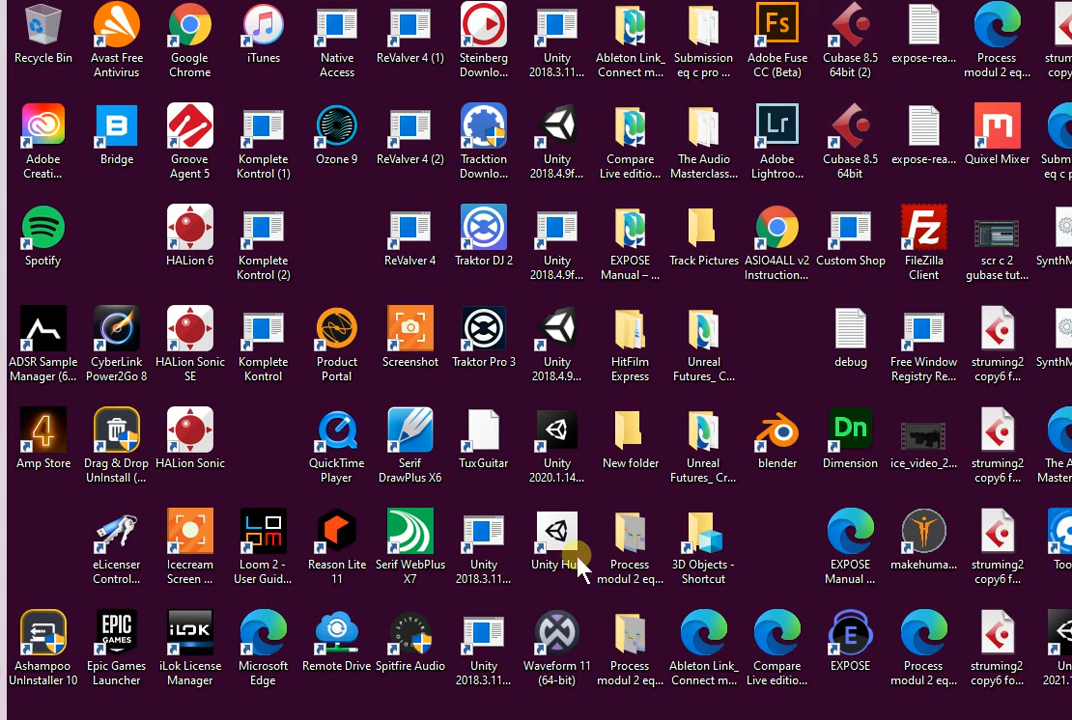 Recycle Bin
Avast Free
Antivirus
Google
Chrome
iTunes
Native
Access
ReValver 4 (1)
Steinberg
Downlo...
Unity
2018.3.11...
Ableton Link_
Connect m...
Submission
eq c pro ...
Adobe Fuse
CC (Beta)
Cubase 8.5
64bit (2)
expose-rea...
Process
modul 2 eq...
strumi
copy6
Adobe
Creati...
Bridge
Groove
Agent 5
Komplete
Kontrol (1)
Ozone 9
ReValver 4 (2)
Tracktion
Downlo...
Unity
2018.4.9f...
Compare
Live editio...
The Audio
Masterclass...
Adobe
Lightroo...
Cubase 8.5
64bit
expose-rea...
Quixel Mixer
Subm
eq c p
Spotify
HALion 6
Komplete
Kontrol (2)
ReValver 4
Traktor DJ 2
Unity
2018.4.9f...
EXPOSE
Manual – ...
Track Pictures
ASIO4ALL v2
Instruction...
Custom Shop
FileZilla
Client
scr c 2
gubase tut...
SynthM
ADSR Sample
Manager (6...
CyberLink
Power2Go 8
HALion Sonic
SE
Komplete
Kontrol
Product
Portal
Screenshot
Traktor Pro 3
Unity
2018.4.9...
HitFilm
Express
Unreal
Futures_ C...
debug
Free Window
Registry Re...
struming2
copy6 f...
SynthM
Amp Store
Drag & Drop
UnInstall (...
HALion Sonic
QuickTime
Player
Serif
DrawPlus X6
TuxGuitar
Unity
2020.1.14...
New folder
Unreal
Futures_ Cr...
blender
Dimension
ice_video_2...
struming2
copy6 f...
The A
Master
eLicenser
Control...
Icecream
Screen ...
Loom 2 -
User Guid...
Reason Lite
11
Serif WebPlus
X7
Unity
2018.3.11...
Unity Hu
Process
modul 2 eq...
3D Objects -
Shortcut
EXPOSE
Manual ...
makehuma...
struming2
copy6 f...
Too
Ashampoo
UnInstaller 10
Epic Games
Launcher
iLok License
Manager
Microsoft
Edge
Remote Drive
Spitfire Audio
Unity
2018.3.11...
Waveform 11
(64-bit)
Process
modul 2 eq...
Ableton Link_
Connect m...
Compare
Live editio...
EXPOSE
Process
modul 2 eq...
struming2
copy6 f...
Un
2021.1